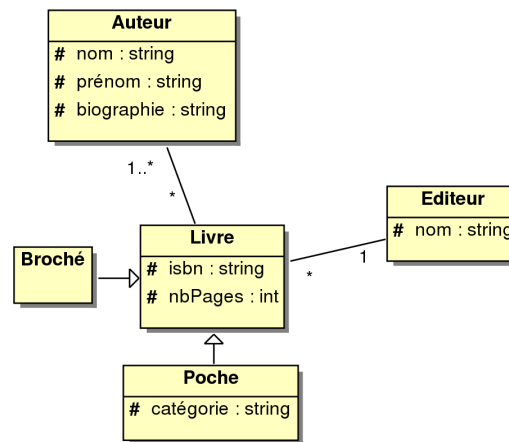 Auteur
# nom : string
# prénom : string
# biographie : string
1..*
*
Editeur
# nom : string
1
*
Livre
# isbn : string
# nbPages : int
Broché
Poche
# catégorie : string